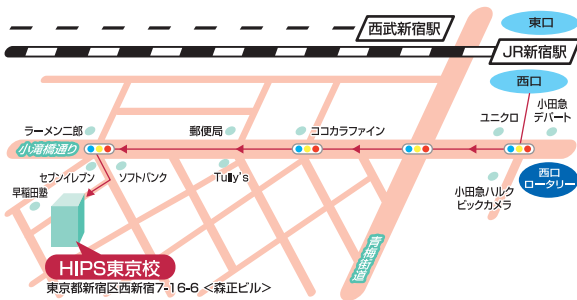 西武新宿駅
東口
JR新宿駅
西口
ラーメン二郎
郵便局
ココカラファイン
ユニクロ
小田急
デパート
小滝橋通り
セブンイレブン
ソフトバンク
Tully's
早稲田塾
小田急ハルク
ビックカメラ
西口
ロータリー
青梅街道
HIPS東京校
東京都新宿区西新宿7-16-6 <森正ビル>